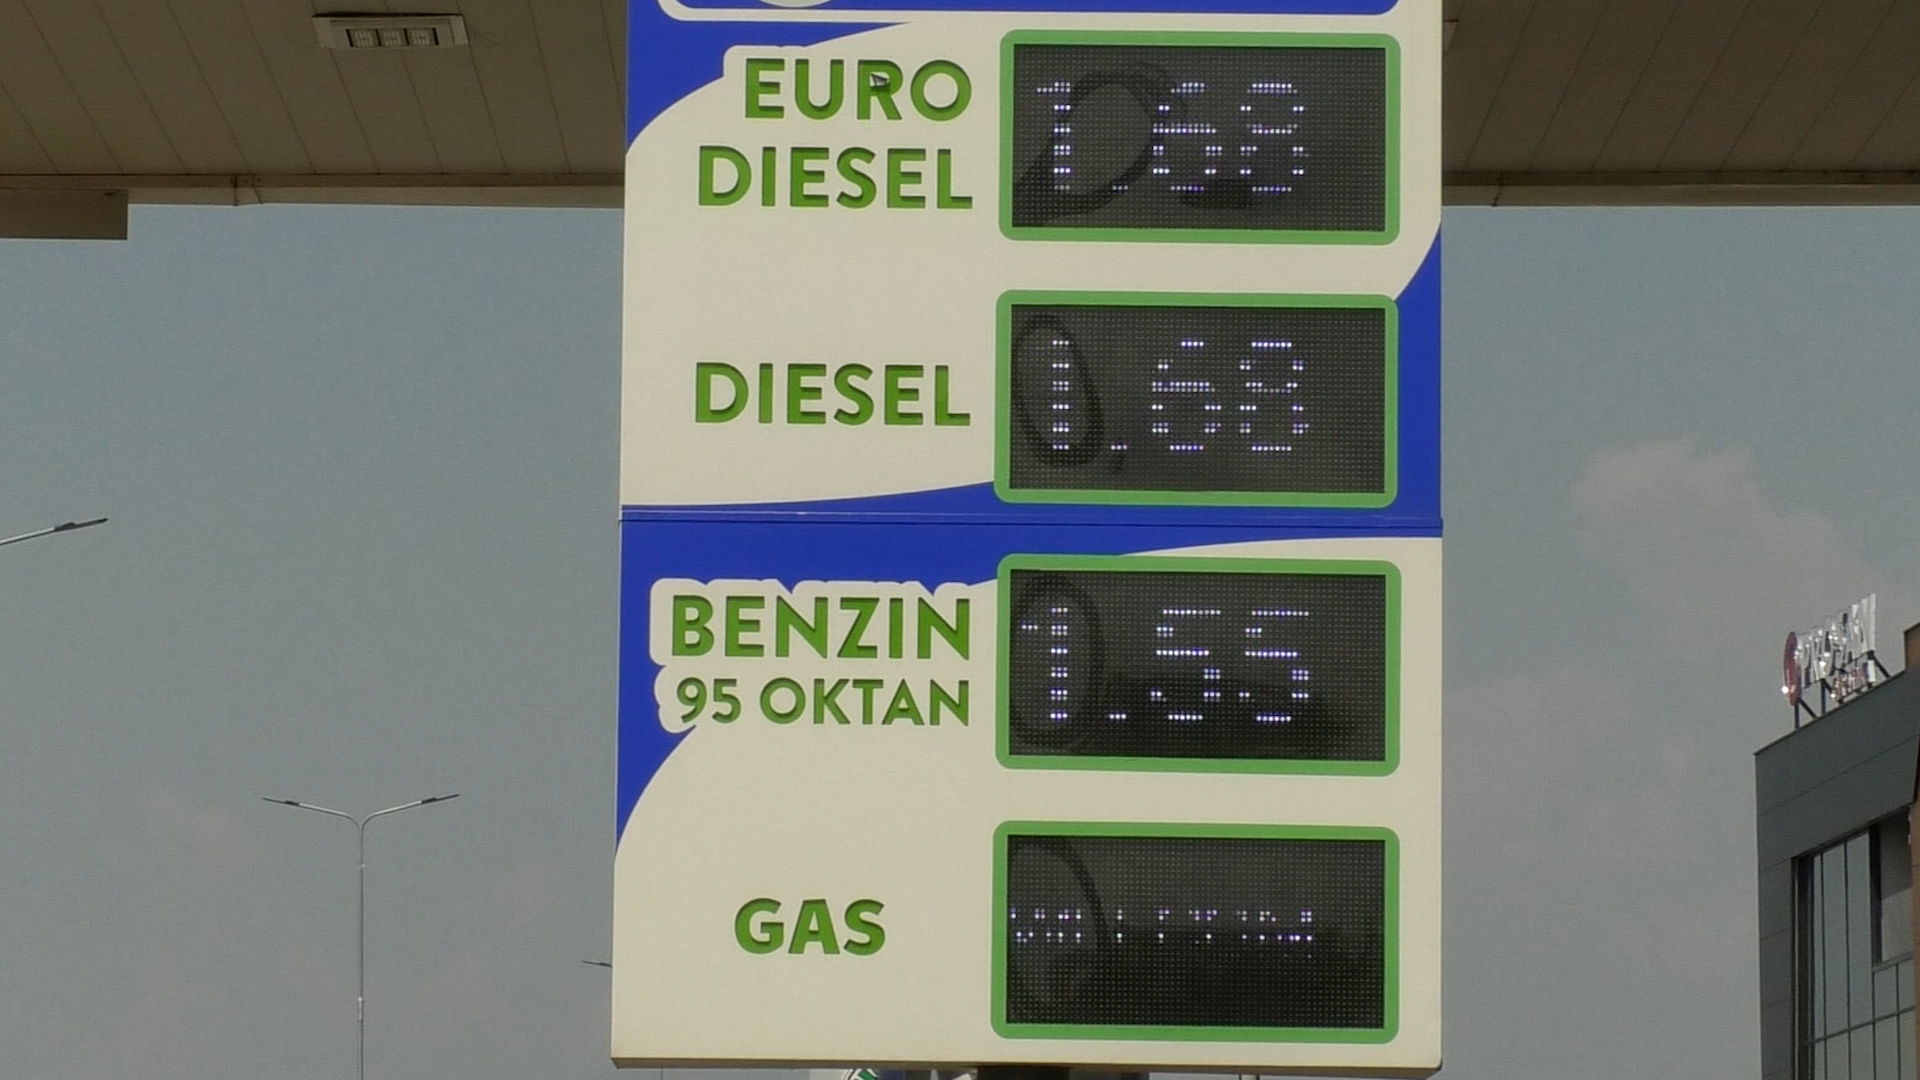 EURO
DIESEL
1.68
DIESEL
1.68
BENZIN
95 OKTAN
1.55
GAS